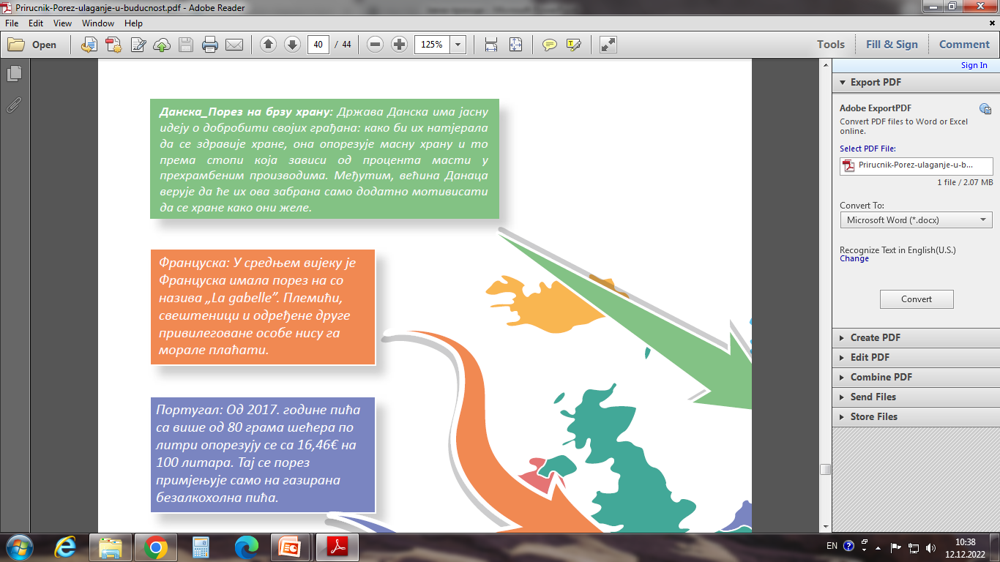 Prirucnik-Porez-ulaganje-u-buducnost.pdf - Adobe Reader
File Edit View Window Help
Open 40 / 44 125% Tools Fill & Sign Comment
Sign In
Export PDF
Adobe ExportPDF
Convert PDF files to Word or Excel
online.
Select PDF File:
Prirucnik-Porez-ulaganje-u-b...
1 file / 2.07 MB
Convert To:
Microsoft Word (*.docx)
Recognize Text in English(U.S.)
Change
Convert
Create PDF
Edit PDF
Combine PDF
Send Files
Store Files
Данска_Порез на брзу храну: Држава Данска има јасну
идеју о добробити својих грађана: како би их натјерала
да се здравије хране, она опорезује масну храну и то
према стопи која зависи од процента масти у
прехрамбеним производима. Међутим, већина Данаца
верује да ће их ова забрана само додатно мотивисати
да се хране како они желе.
Француска: У средњем вијеку је
Француска имала порез на со
назива „La gabelle”. Племићи,
свештеници и одређене друге
привилеговане особе нису га
морале плаћати.
Португал: Од 2017. године пића
са више од 80 грама шећера по
литри опорезују се са 16,46€ на
100 литара. Тај се порез
примјењује само на газирана
безалкохолна пића.
EN
10:38
12.12.2022